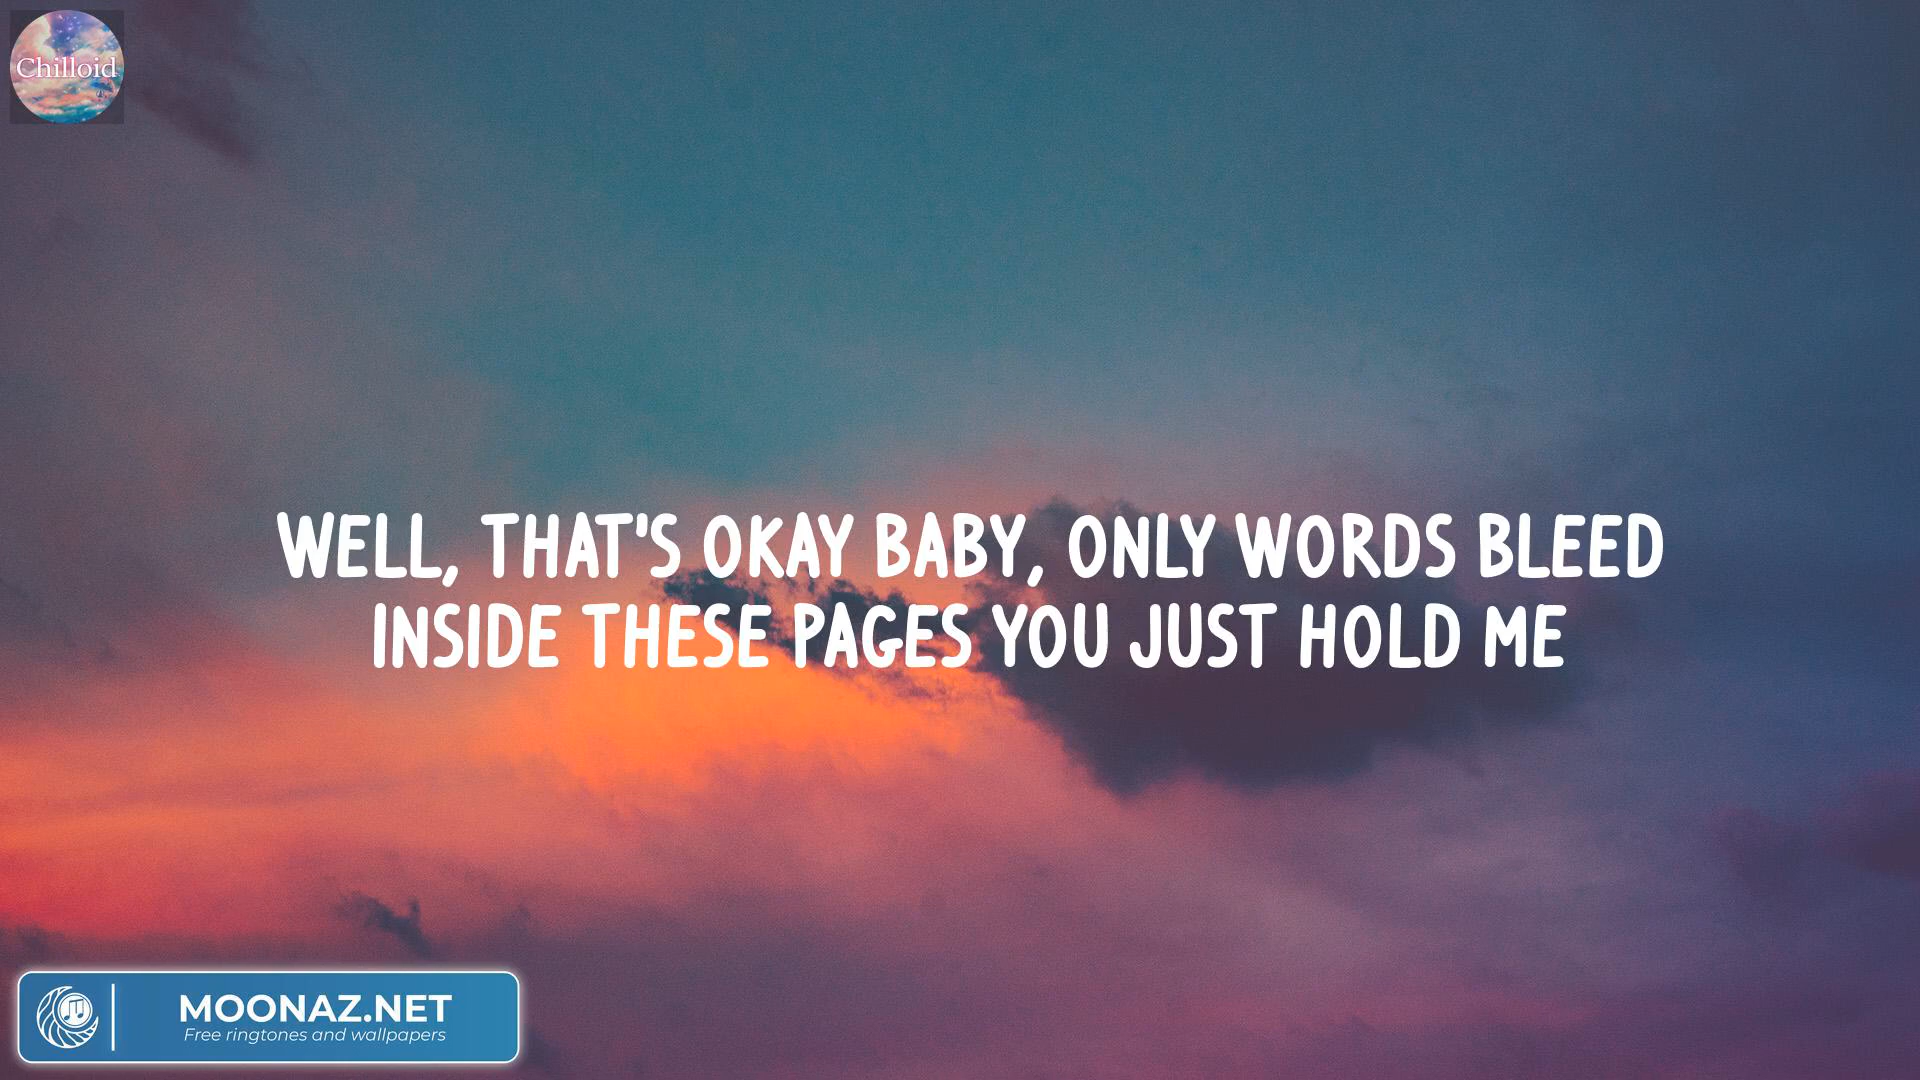 Chilloid
WELL, THAT'S OKAY BABY, ONLY WORDS BLEED
INSIDE THESE PAGES YOU JUST HOLD ME
MOONAZ.NET
Free ringtones and wallpapers